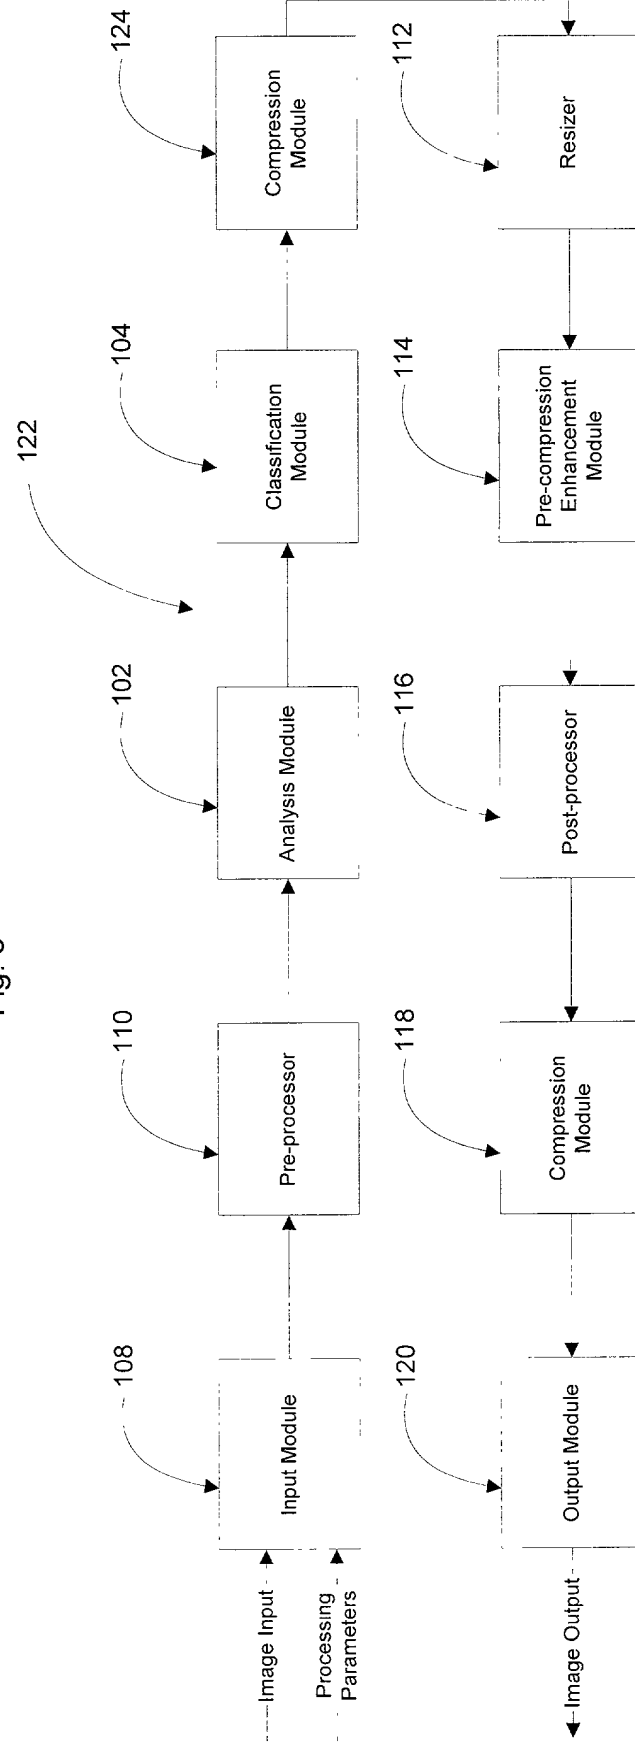 124
Compression
Module
112
Resizer
104
Classification
Module
114
Pre-compression
Enhancement
Module
122
102
Analysis Module
116
Post-processor
110
Pre-processor
118
Compression
Module
108
Input Module
120
Output Module
Image Input
Processing
Parameters
Image Output